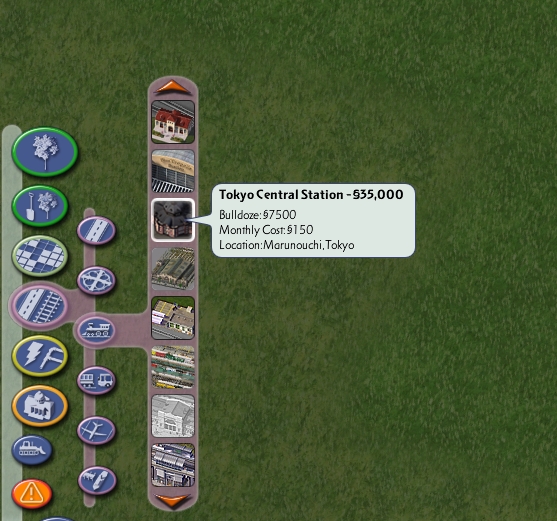 Tokyo Central Station - §35,000
Bulldoze:§7500
Monthly Cost:§150
Location:Marunouchi,Tokyo